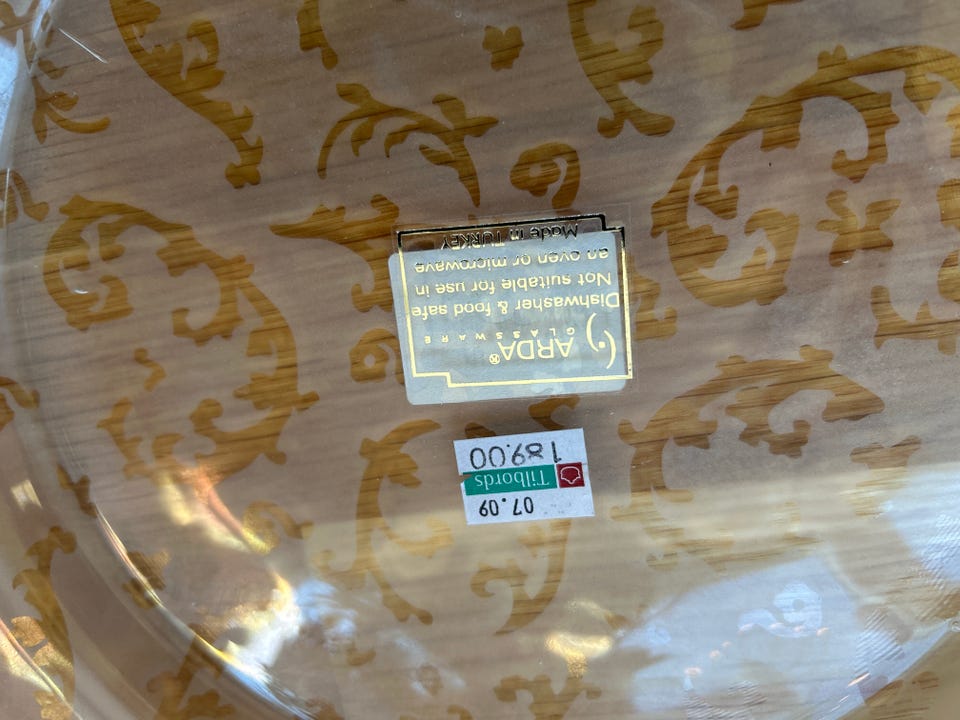 ARDA®
GLASSWARE
Dishwasher & food safe
Not suitable for use in
an oven or microwave
Made in TURKEY
07.09
Tilbords
189.00